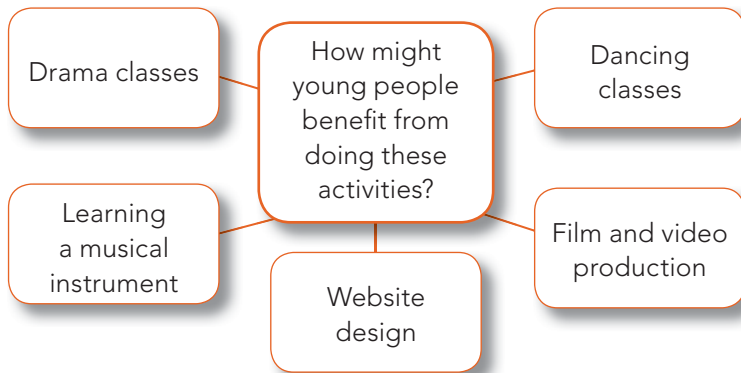 Drama classes
How might
young people
benefit from
doing these
activities?
Dancing
classes
Learning
a musical
instrument
Website
design
Film and video
production